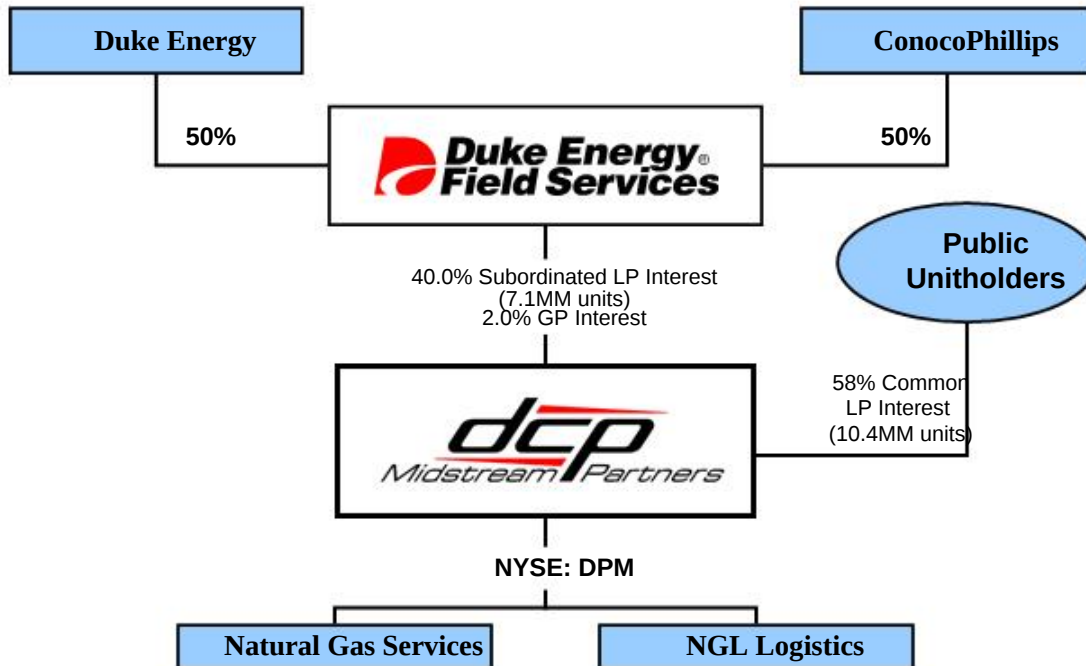 Duke Energy
ConocoPhillips
50%
50%
Duke Energy®
Field Services
Public
Unitholders
40.0% Subordinated LP Interest
(7.1MM units)
2.0% GP Interest
58% Common
LP Interest
(10.4MM units)
dcp
Midstream Partners
NYSE: DPM
Natural Gas Services
NGL Logistics